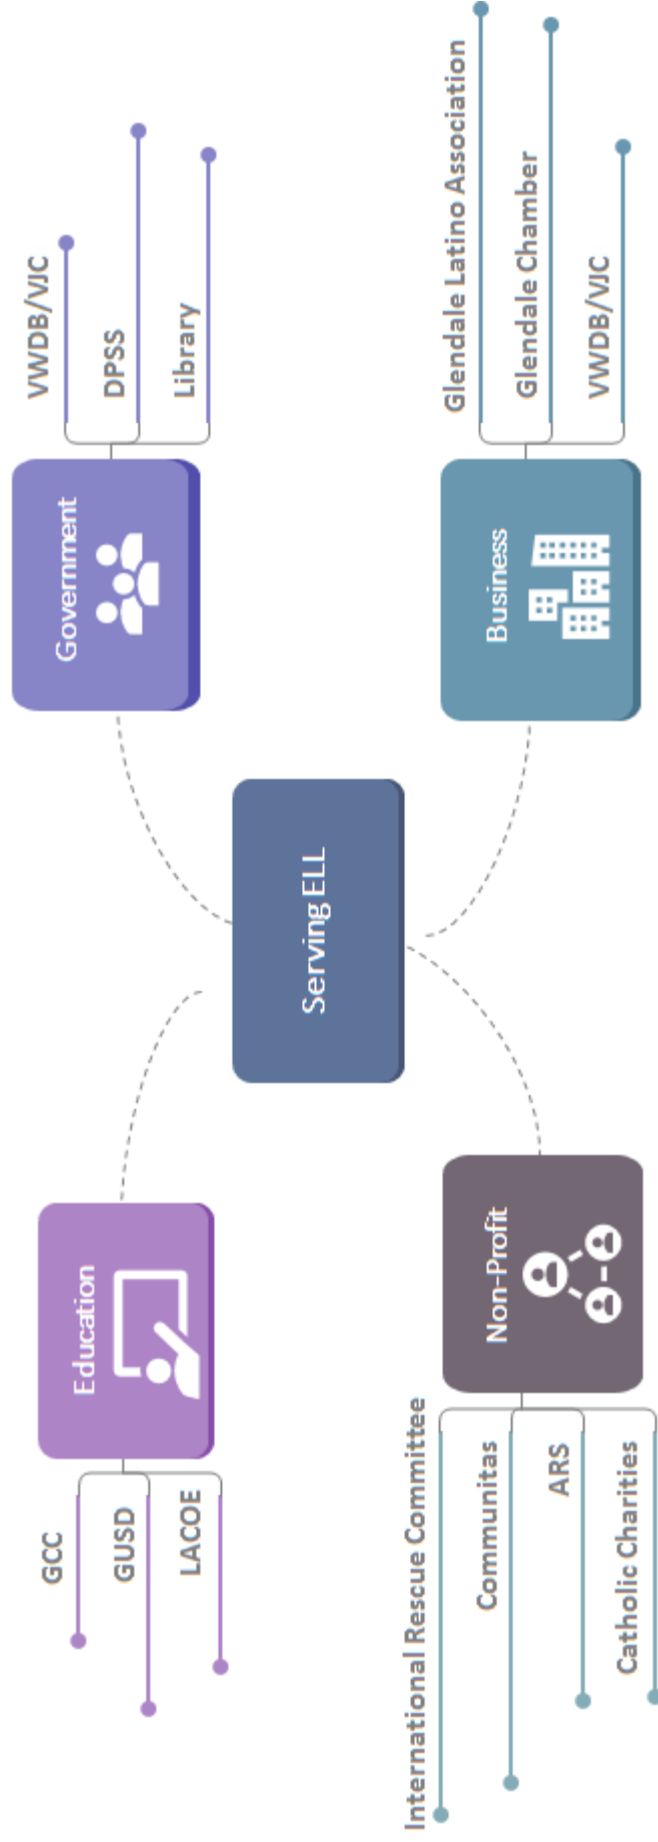 Education
GCC
GUSD
LACOE
Government
VWDB/VJC
DPSS
Library
Serving ELL
Non-Profit
International Rescue Committee
Communitas
ARS
Catholic Charities
Business
Glendale Latino Association
Glendale Chamber
VWDB/VJC